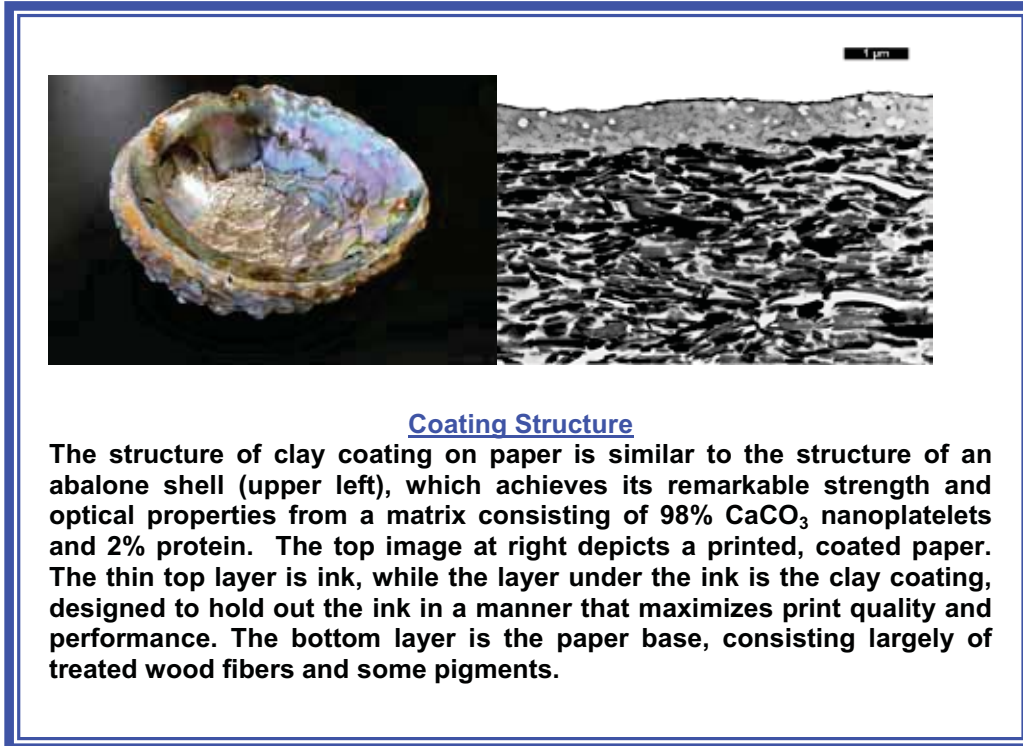 1 µm
Coating Structure
The structure of clay coating on paper is similar to the structure of an
abalone shell (upper left), which achieves its remarkable strength and
optical properties from a matrix consisting of 98% CaCO₃ nanoplatelets
and 2% protein.  The top image at right depicts a printed, coated paper.
The thin top layer is ink, while the layer under the ink is the clay coating,
designed to hold out the ink in a manner that maximizes print quality and
performance. The bottom layer is the paper base, consisting largely of
treated wood fibers and some pigments.